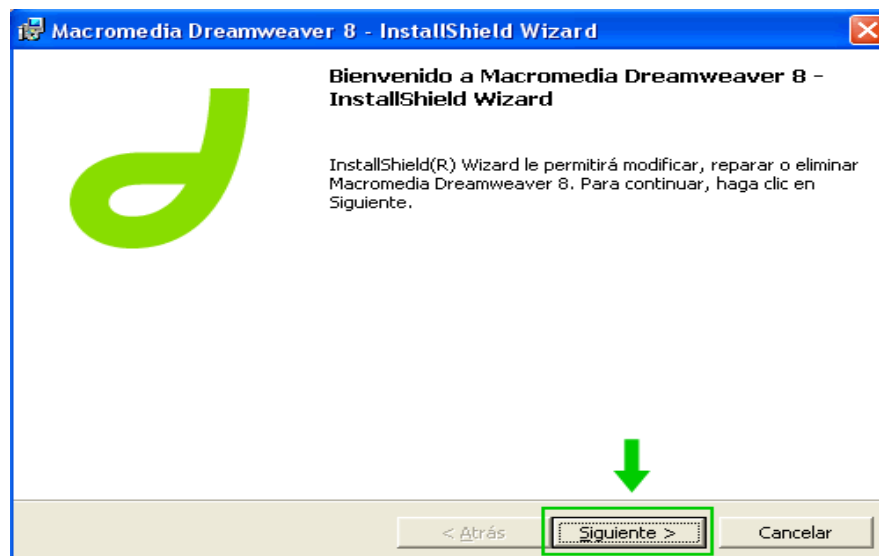 Macromedia Dreamweaver 8 - InstallShield Wizard
Bienvenido a Macromedia Dreamweaver 8 -
InstallShield Wizard
InstallShield(R) Wizard le permitirá modificar, reparar o eliminar
Macromedia Dreamweaver 8. Para continuar, haga clic en
Siguiente.
< Atrás Siguiente > Cancelar